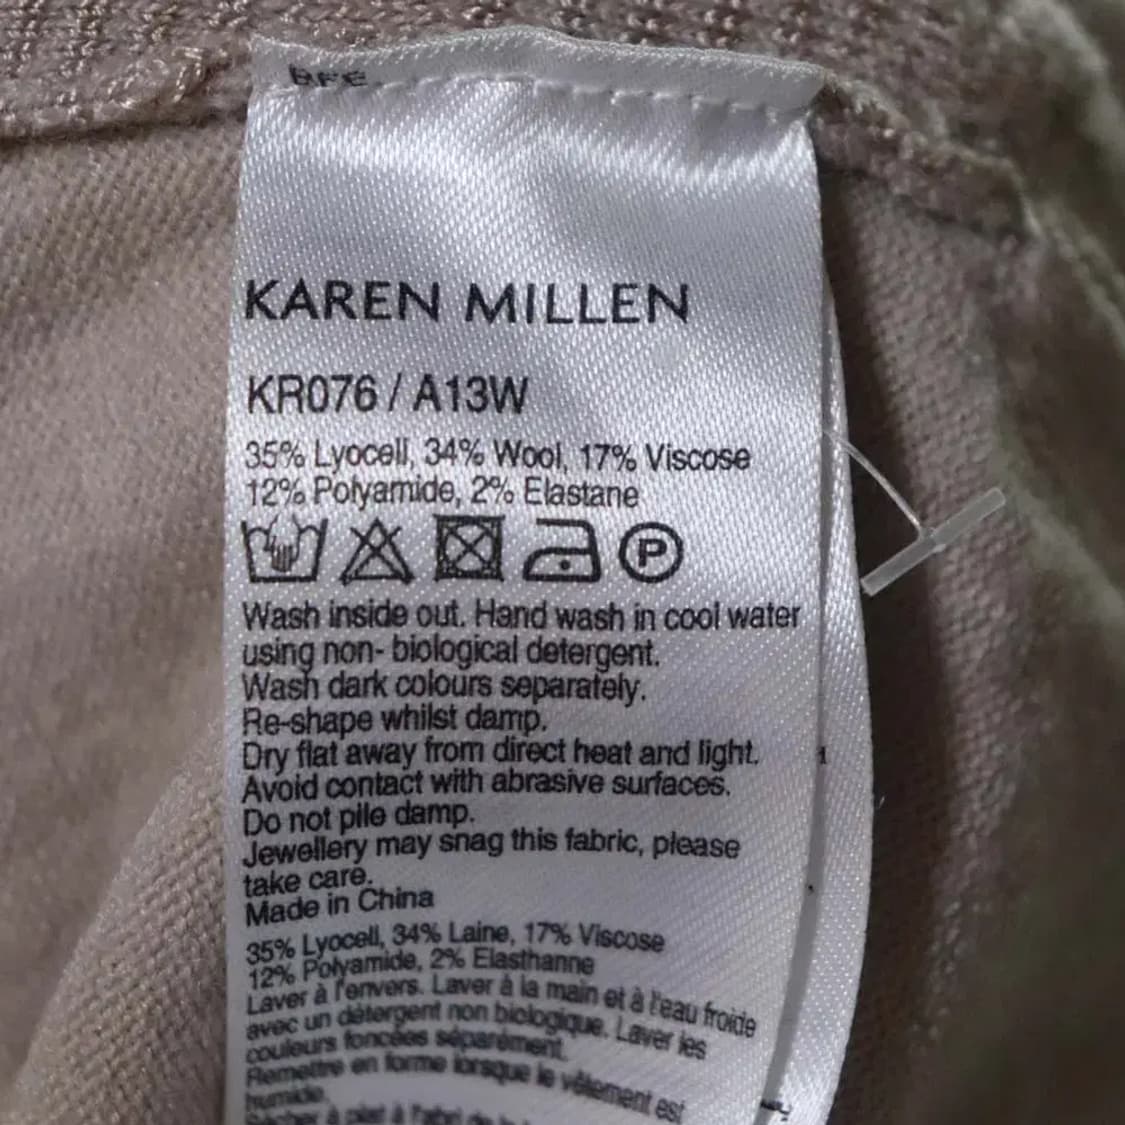 KAREN MILLEN
KR076 / A13W
35% Lyocell, 34% Wool, 17% Viscose
12% Polyamide, 2% Elastane
P
Wash inside out. Hand wash in cool water
using non- biological detergent.
Wash dark colours separately.
Re-shape whilst damp.
Dry flat away from direct heat and light.
Avoid contact with abrasive surfaces.
Do not pile damp.
Jewellery may snag this fabric, please
take care.
Made in China
35% Lyocell, 34% Laine, 17% Viscose
12% Polyamide, 2% Elasthanne
Laver à l'envers. Laver à la main et à l'eau froide
avec un détergent non biologique. Laver les
couleurs foncées séparément.
Remettre en forme lorsque le vêtement est
humide.
Sécher à plat à l'abri de